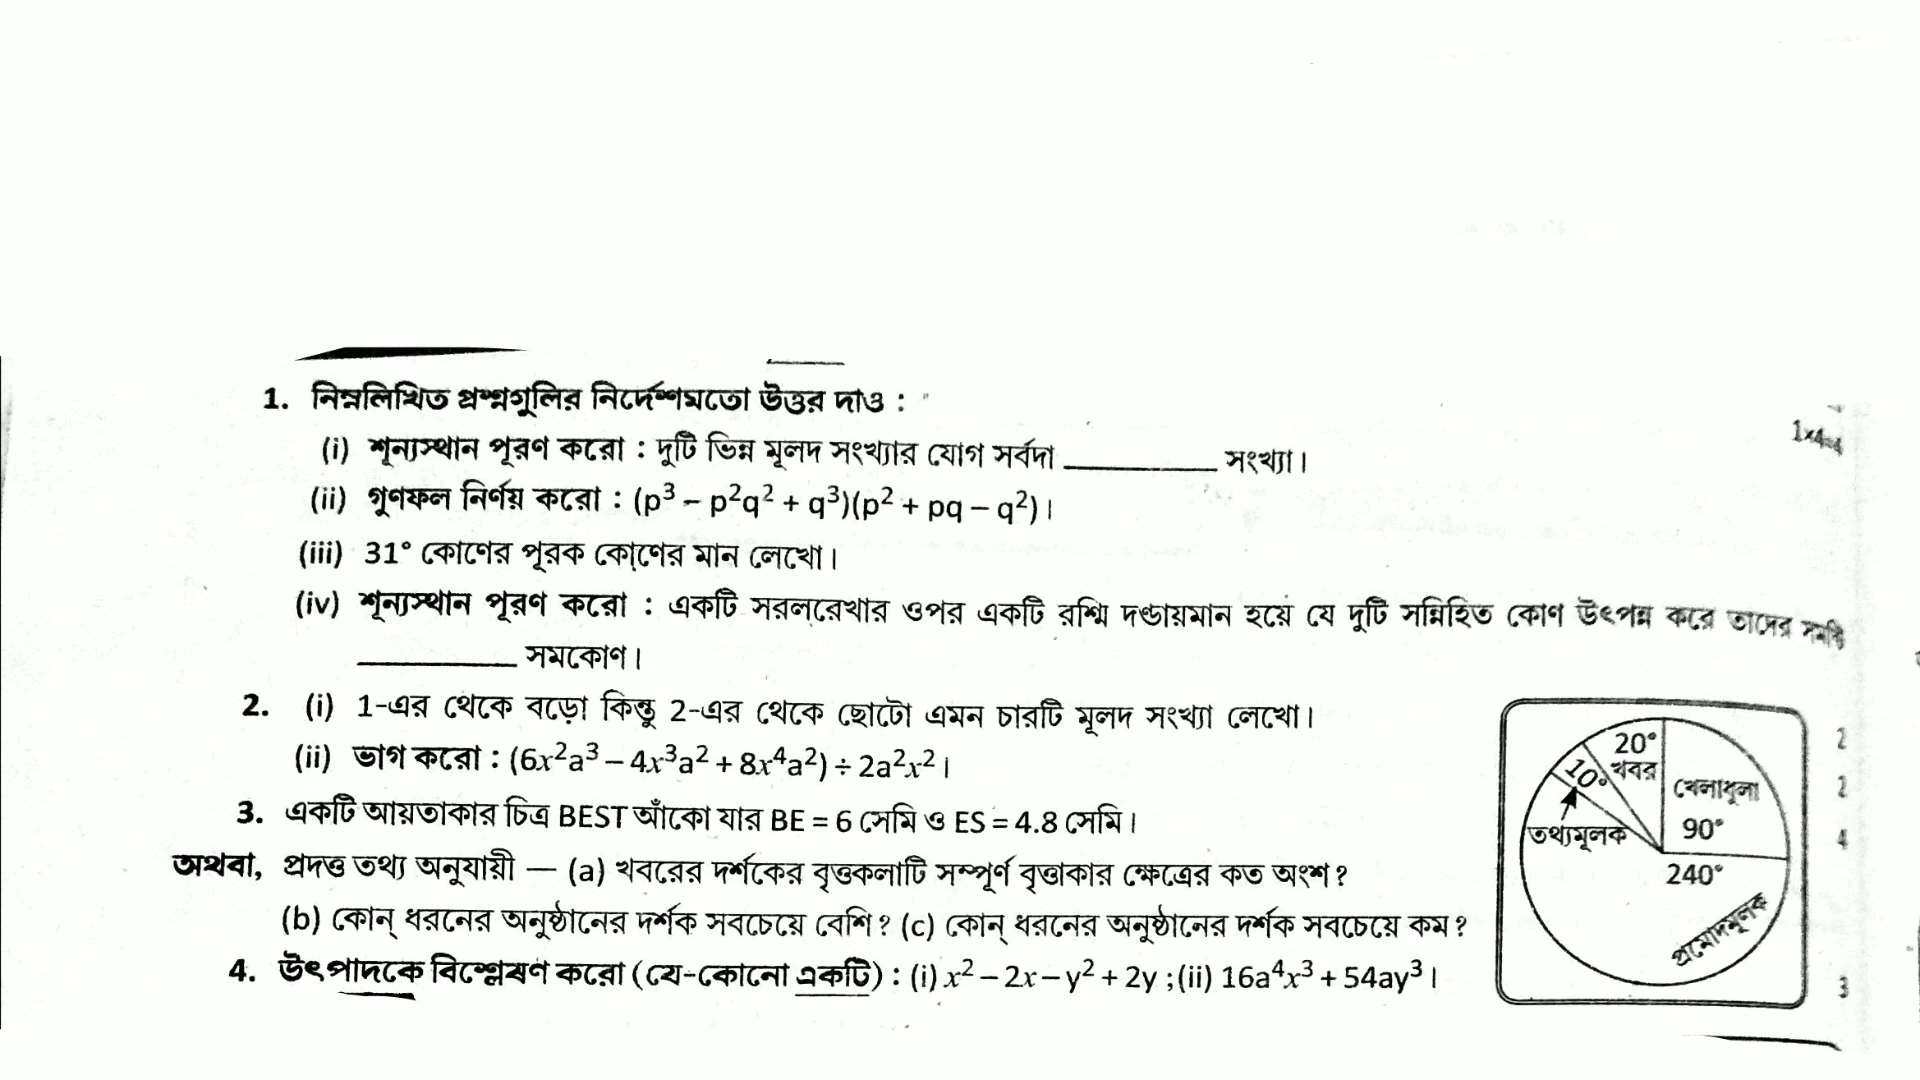 1. নিম্নলিখিত প্রশ্নগুলির নির্দেশমতো উত্তর দাও :
1×4=4
(i) শূন্যস্থান পূরণ করো : দুটি ভিন্ন মূলদ সংখ্যার যোগ সর্বদা __________ সংখ্যা।
(ii) গুণফল নির্ণয় করো : (p³ – p²q² + q³)(p² + pq – q²)।
(iii) 31° কোণের পূরক কোণের মান লেখো।
(iv) শূন্যস্থান পূরণ করো : একটি সরলরেখার ওপর একটি রশ্মি দণ্ডায়মান হয়ে যে দুটি সন্নিহিত কোণ উৎপন্ন করে তাদের সমষ্টি
__________ সমকোণ।
2. (i) 1-এর থেকে বড়ো কিন্তু 2-এর থেকে ছোটো এমন চারটি মূলদ সংখ্যা লেখো। 2
(ii) ভাগ করো : (6x²a³ – 4x³a² + 8x⁴a²) ÷ 2a²x²। 2
3. একটি আয়তাকার চিত্র BEST আঁকো যার BE = 6 সেমি ও ES = 4.8 সেমি। 4
অথবা, প্রদত্ত তথ্য অনুযায়ী — (a) খবরের দর্শকের বৃত্তকলাটি সম্পূর্ণ বৃত্তাকার ক্ষেত্রের কত অংশ?
(b) কোন্ ধরনের অনুষ্ঠানের দর্শক সবচেয়ে বেশি? (c) কোন্ ধরনের অনুষ্ঠানের দর্শক সবচেয়ে কম?
4. উৎপাদকে বিশ্লেষণ করো (যে-কোনো একটি) : (i) x² – 2x – y² + 2y ; (ii) 16a⁴x³ + 54ay³। 3
20°
খবর
10°
খেলাধুলা
90°
তথ্যমূলক
240°
প্রমোদমূলক